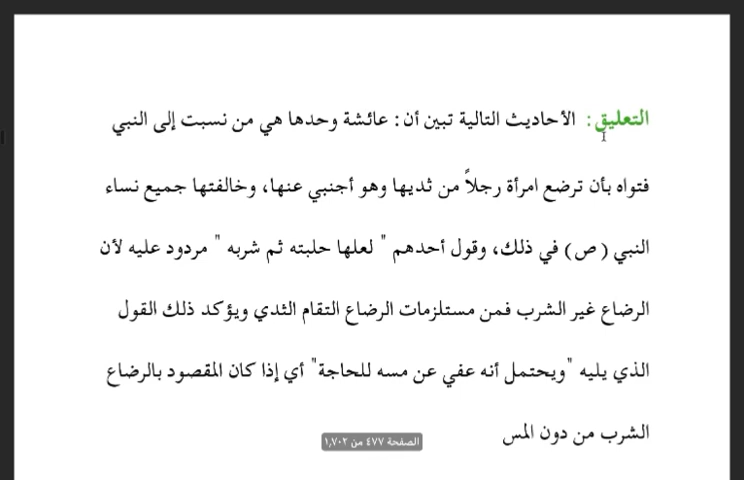 التعليق: الأحاديث التالية تبين أن: عائشة وحدها هي من نسبت إلى النبي
فتواه بأن ترضع امرأة رجلاً من ثديها وهو أجنبي عنها، وخالفتها جميع نساء
النبي (ص) في ذلك، وقول أحدهم " لعلها حلبته ثم شربه " مردود عليه لأن
الرضاع غير الشرب فمن مستلزمات الرضاع التقام الثدي ويؤكد ذلك القول
الذي يليه "ويحتمل أنه عفي عن مسه للحاجة" أي إذا كان المقصود بالرضاع
الشرب من دون المس
الصفحة ٤٧٧ من ١,٧٠٢